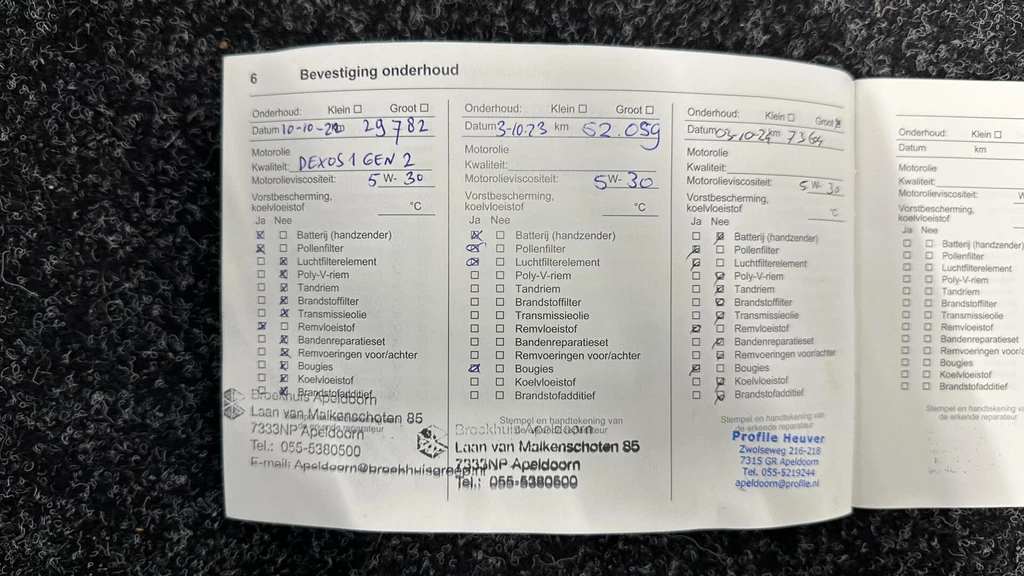 6 Bevestiging onderhoud
Onderhoud: Klein Groot
Datum 29782
Motorolie
Kwaliteit: DEXOS 1 GEN 2
Motorolieviscositeit: 5 W- 30
Vorstbescherming,
koelvloeistof °C
Ja Nee
Batterij (handzender)
Pollenfilter
Luchtfilterelement
Poly-V-riem
Tandriem
Brandstoffilter
Transmissieolie
Remvloeistof
Bandenreparatieset
Remvoeringen voor/achter
Bougies
Koelvloeistof
Brandstofadditief
Broekhuis Apeldoorn
Laan van Malkenschoten 85
7333NP Apeldoorn
Tel.: 055-5380500
E-mail: Apeldoorn@broekhuisgroep.nl
Onderhoud: Klein Groot
Datum 3-10.23 km 52.059
Motorolie
Kwaliteit:
Motorolieviscositeit: 5W-30
Vorstbescherming,
koelvloeistof °C
Ja Nee
Batterij (handzender)
Pollenfilter
Luchtfilterelement
Poly-V-riem
Tandriem
Brandstoffilter
Transmissieolie
Remvloeistof
Bandenreparatieset
Remvoeringen voor/achter
Bougies
Koelvloeistof
Brandstofadditief
Stempel en handtekening van
de erkende reparateur
Broekhuis Apeldoorn
Laan van Malkenschoten 85
7333NP Apeldoorn
Tel.: 055-5380500
Onderhoud: Klein Groot
Datum 03-10-24 km
Motorolie
Kwaliteit:
Motorolieviscositeit: 5 W- 30
Vorstbescherming,
koelvloeistof °C
Ja Nee
Batterij (handzender)
Pollenfilter
Luchtfilterelement
Poly-V-riem
Tandriem
Brandstoffilter
Transmissieolie
Remvloeistof
Bandenreparatieset
Remvoeringen voor/achter
Bougies
Koelvloeistof
Brandstofadditief
Stempel en handtekening van
de erkende reparateur
Profile Heuver
Zwolseweg 216-218
7315 GR Apeldoorn
Tel. 055-5219244
apeldoorn@profile.nl
Onderhoud: Klein
Datum km
Motorolie
Kwaliteit:
Motorolieviscositeit:
Vorstbescherming,
koelvloeistof
Ja Nee
Batterij (handzender)
Pollenfilter
Luchtfilterelement
Poly-V-riem
Tandriem
Brandstoffilter
Transmissieolie
Remvloeistof
Bandenreparatieset
Remvoeringen voor/a
Bougies
Koelvloeistof
Brandstofadditief
Stempel en handtekening va
de erkende reparateur